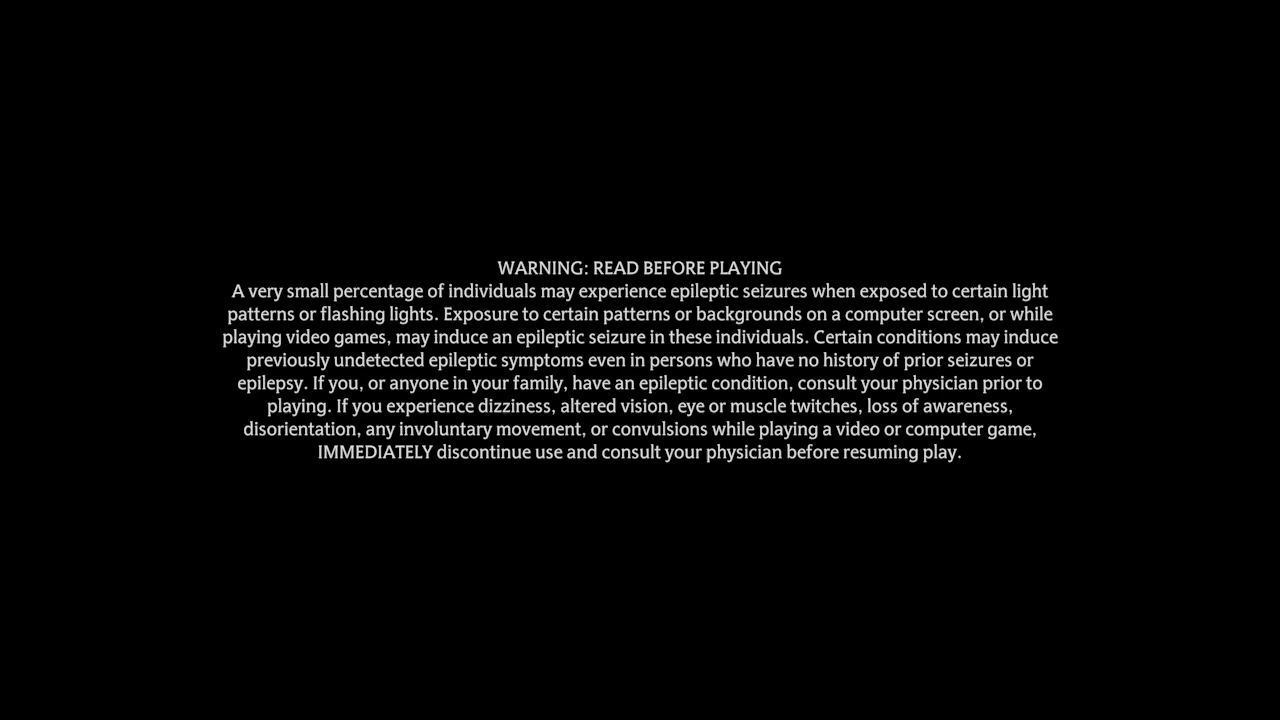 WARNING: READ BEFORE PLAYING
A very small percentage of individuals may experience epileptic seizures when exposed to certain light
patterns or flashing lights. Exposure to certain patterns or backgrounds on a computer screen, or while
playing video games, may induce an epileptic seizure in these individuals. Certain conditions may induce
previously undetected epileptic symptoms even in persons who have no history of prior seizures or
epilepsy. If you, or anyone in your family, have an epileptic condition, consult your physician prior to
playing. If you experience dizziness, altered vision, eye or muscle twitches, loss of awareness,
disorientation, any involuntary movement, or convulsions while playing a video or computer game,
IMMEDIATELY discontinue use and consult your physician before resuming play.